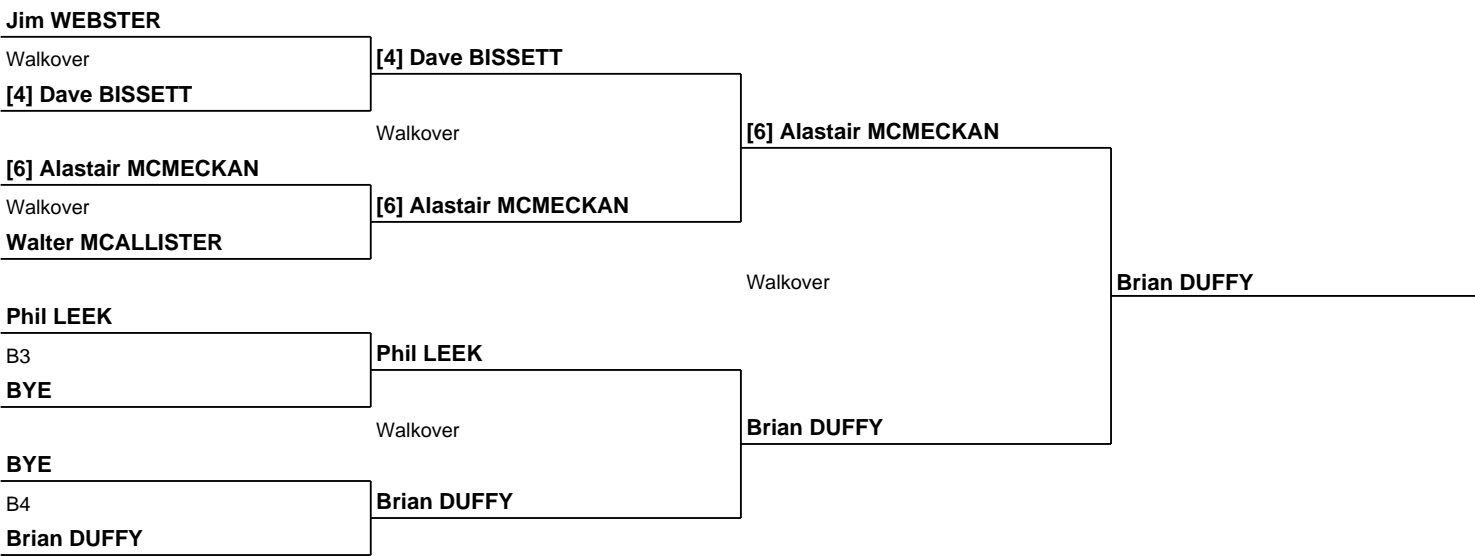 Jim WEBSTER
Walkover
[4] Dave BISSETT
[4] Dave BISSETT
Walkover
[6] Alastair MCMECKAN
[6] Alastair MCMECKAN
Walkover
[6] Alastair MCMECKAN
Walter MCALLISTER
Walkover
Brian DUFFY
Phil LEEK
B3
Phil LEEK
BYE
Walkover
Brian DUFFY
BYE
B4
Brian DUFFY
Brian DUFFY